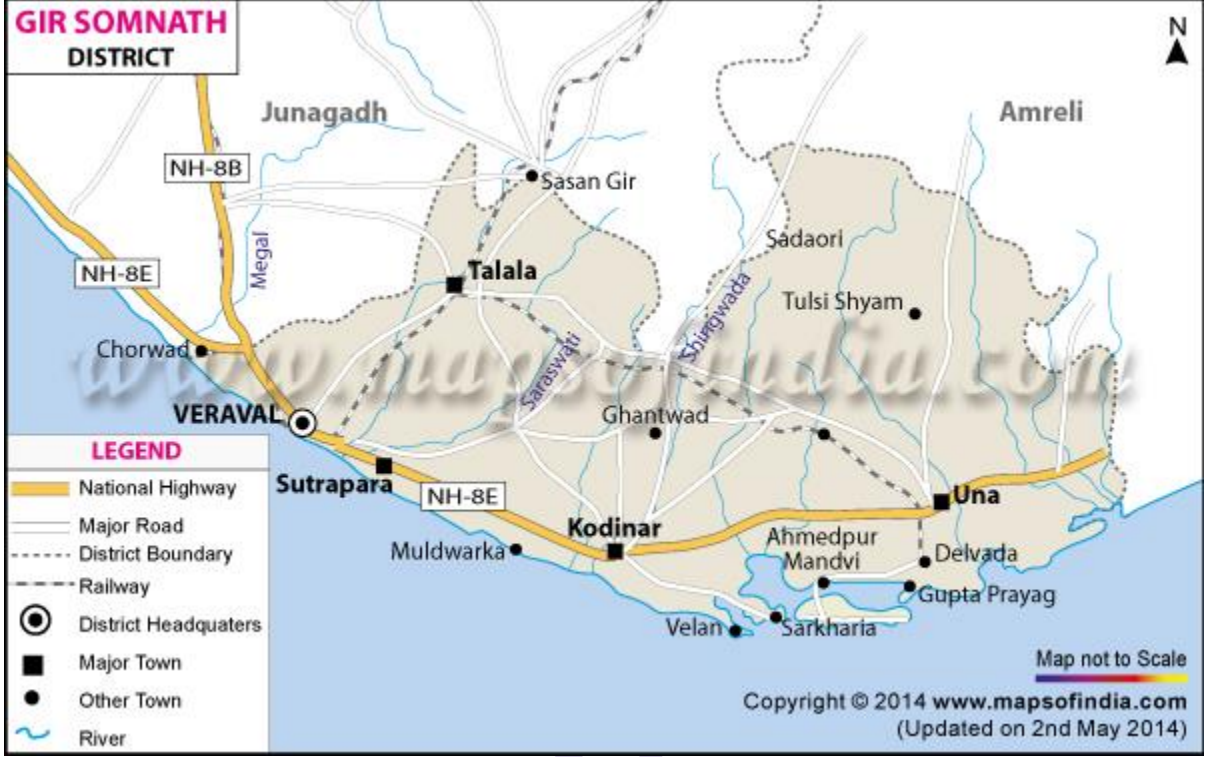 GIR SOMNATH
DISTRICT
N
Junagadh
Amreli
NH-8B
Sasan Gir
Megal
Sadaori
NH-8E
Talala
Tulsi Shyam
Shingwada
Chorwad
www.mapsofindia.com
Saraswati
VERAVAL
Ghantwad
Sutrapara
NH-8E
Una
Kodinar
Ahmedpur
Mandvi
Muldwarka
Delvada
Gupta Prayag
Velan
Sarkharia
LEGEND
National Highway
Major Road
District Boundary
Railway
District Headquaters
Major Town
Other Town
River
Map not to Scale
Copyright © 2014 www.mapsofindia.com
(Updated on 2nd May 2014)